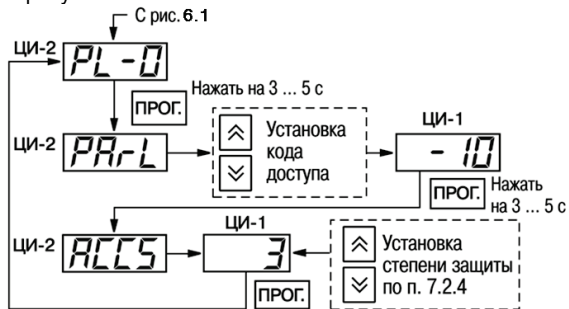 С рис. 6.1
ЦИ-2
PL-0
Нажать на 3 ... 5 с
ПРОГ.
ЦИ-2
PArL
Установка
кода
доступа
ЦИ-1
- 10
ПРОГ.
Нажать
на 3 ... 5 с
ЦИ-2
ACCS
ЦИ-1
3
ПРОГ.
Установка
степени защиты
по п. 7.2.4